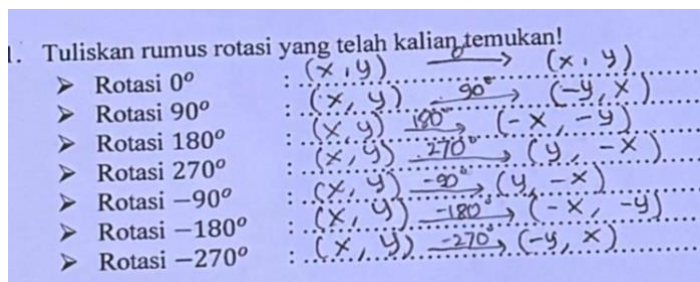 1. Tuliskan rumus rotasi yang telah kalian temukan!
➢ Rotasi 0° : (x, y) 0 → (x, y)
➢ Rotasi 90° : (x, y) 90° → (-y, x)
➢ Rotasi 180° : (x, y) 180° → (-x, -y)
➢ Rotasi 270° : (x, y) 270° → (y, -x)
➢ Rotasi −90° : (x, y) -90° → (y, -x)
➢ Rotasi −180° : (x, y) -180° → (-x, -y)
➢ Rotasi −270° : (x, y) -270° → (-y, x)